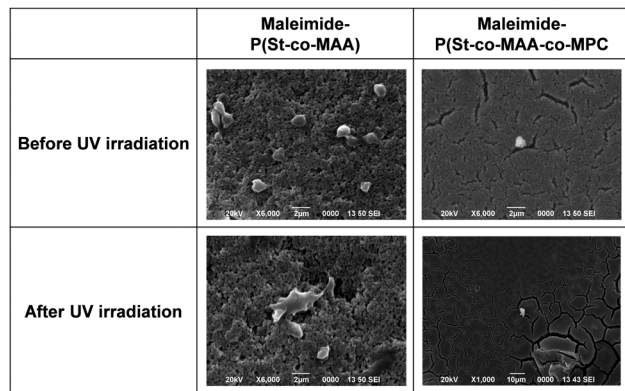 Maleimide-
P(St-co-MAA)
Maleimide-
P(St-co-MAA-co-MPC
Before UV irradiation
20kV X6,000 2μm 0000 13 50 SEI
20kV X6,000 2μm 0000 13 50 SEI
After UV irradiation
20kV X6,000 2μm 0000 13 50 SEI
20kV X1,000 10μm 0000 13 43 SEI